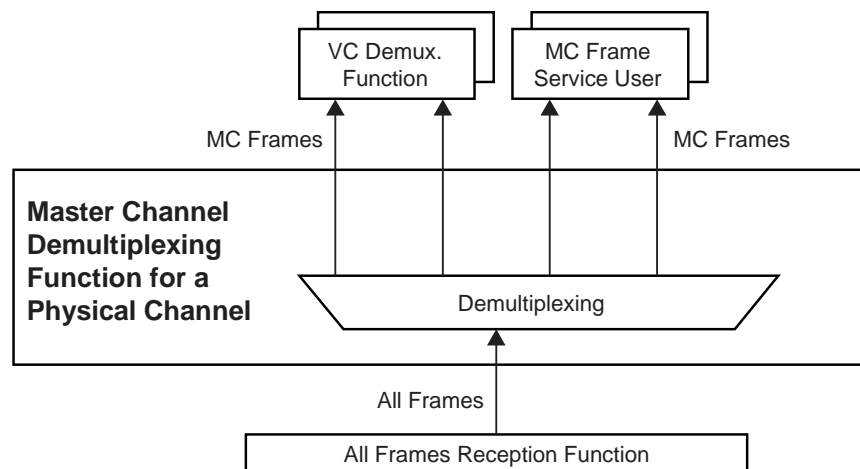 VC Demux.
Function
MC Frame
Service User
MC Frames
MC Frames
Master Channel
Demultiplexing
Function for a
Physical Channel
Demultiplexing
All Frames
All Frames Reception Function